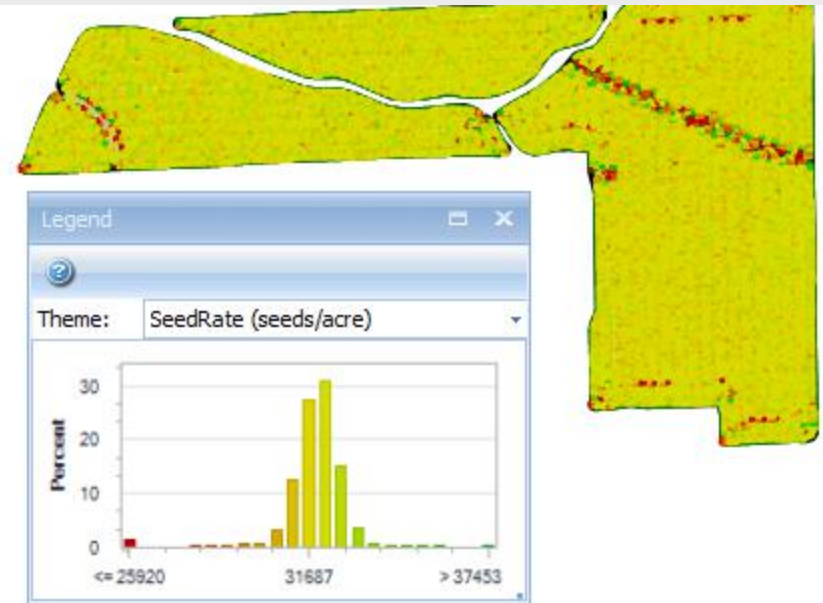 Legend
?
Theme: SeedRate (seeds/acre)
Percent
30
20
10
0
<= 25920 31687 > 37453